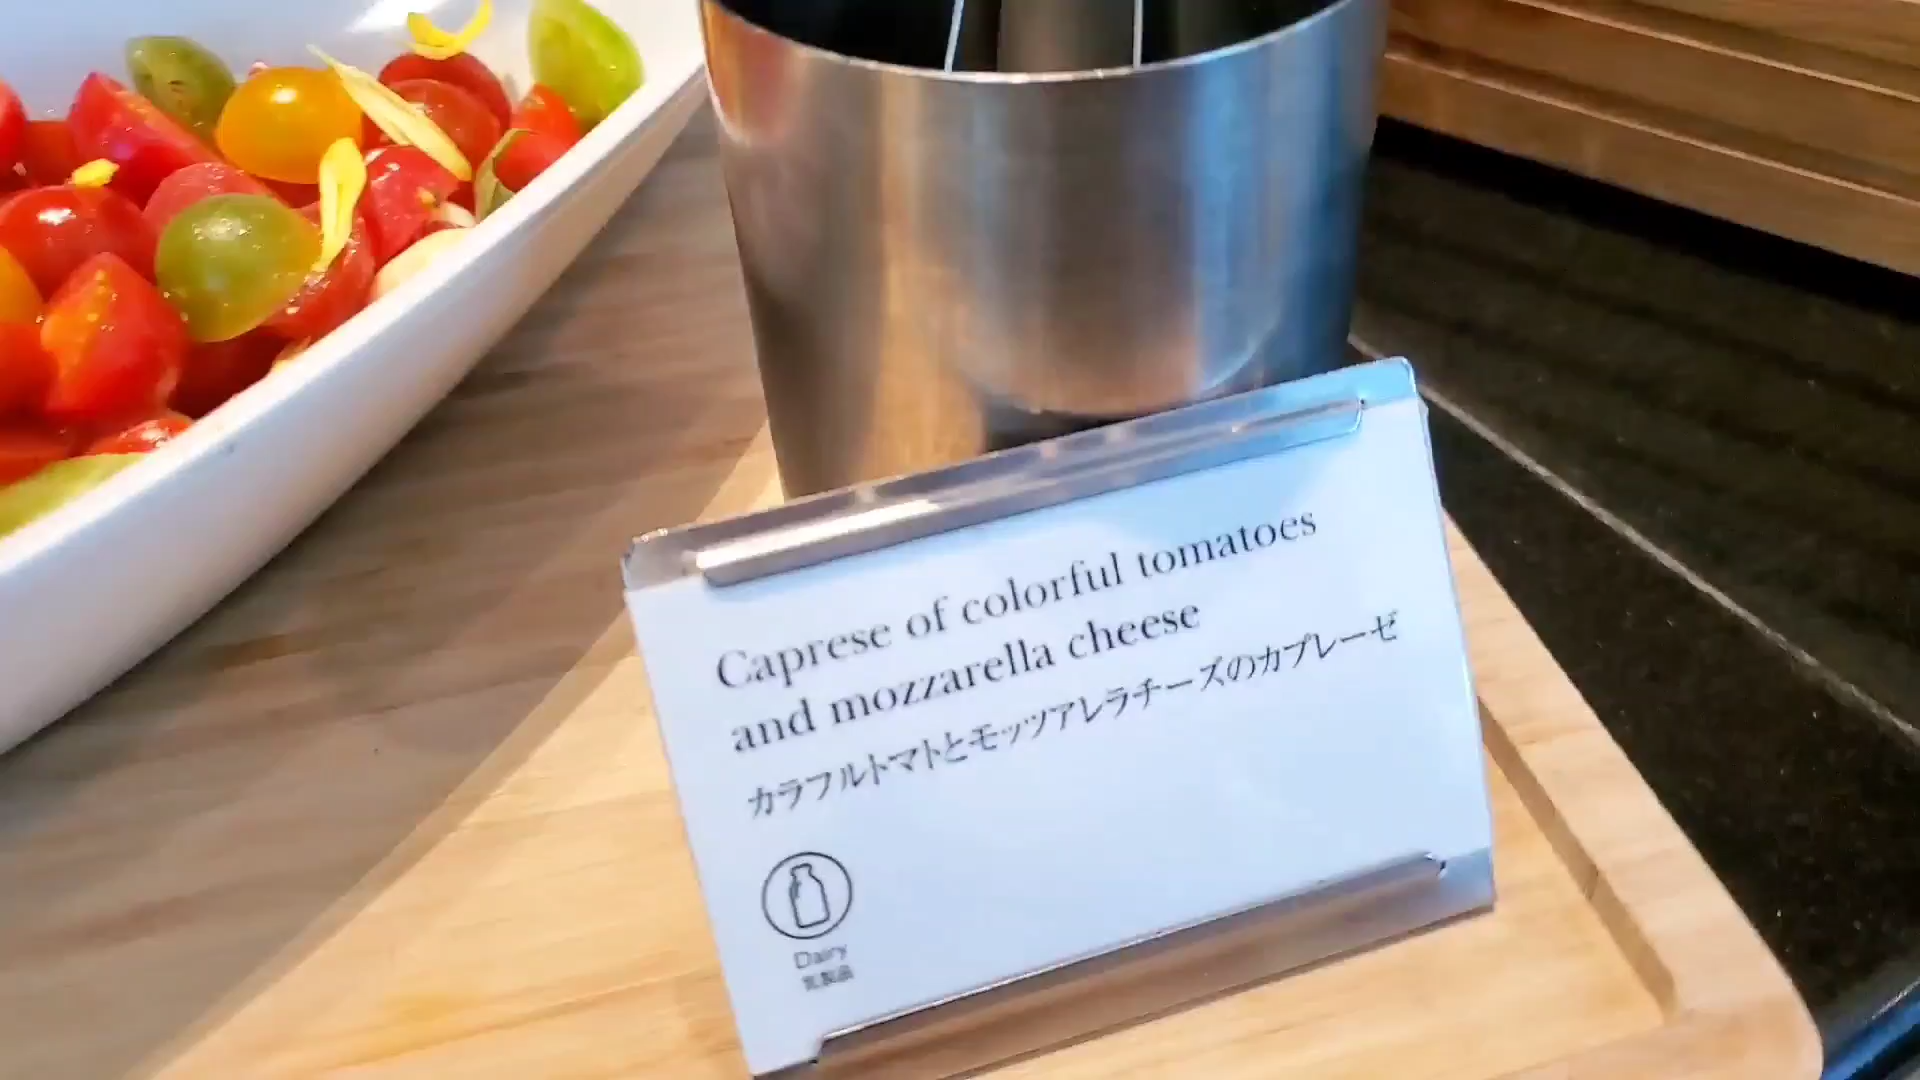 Caprese of colorful tomatoes
and mozzarella cheese
カラフルトマトとモッツアレラチーズのカプレーゼ
Dairy
乳製品